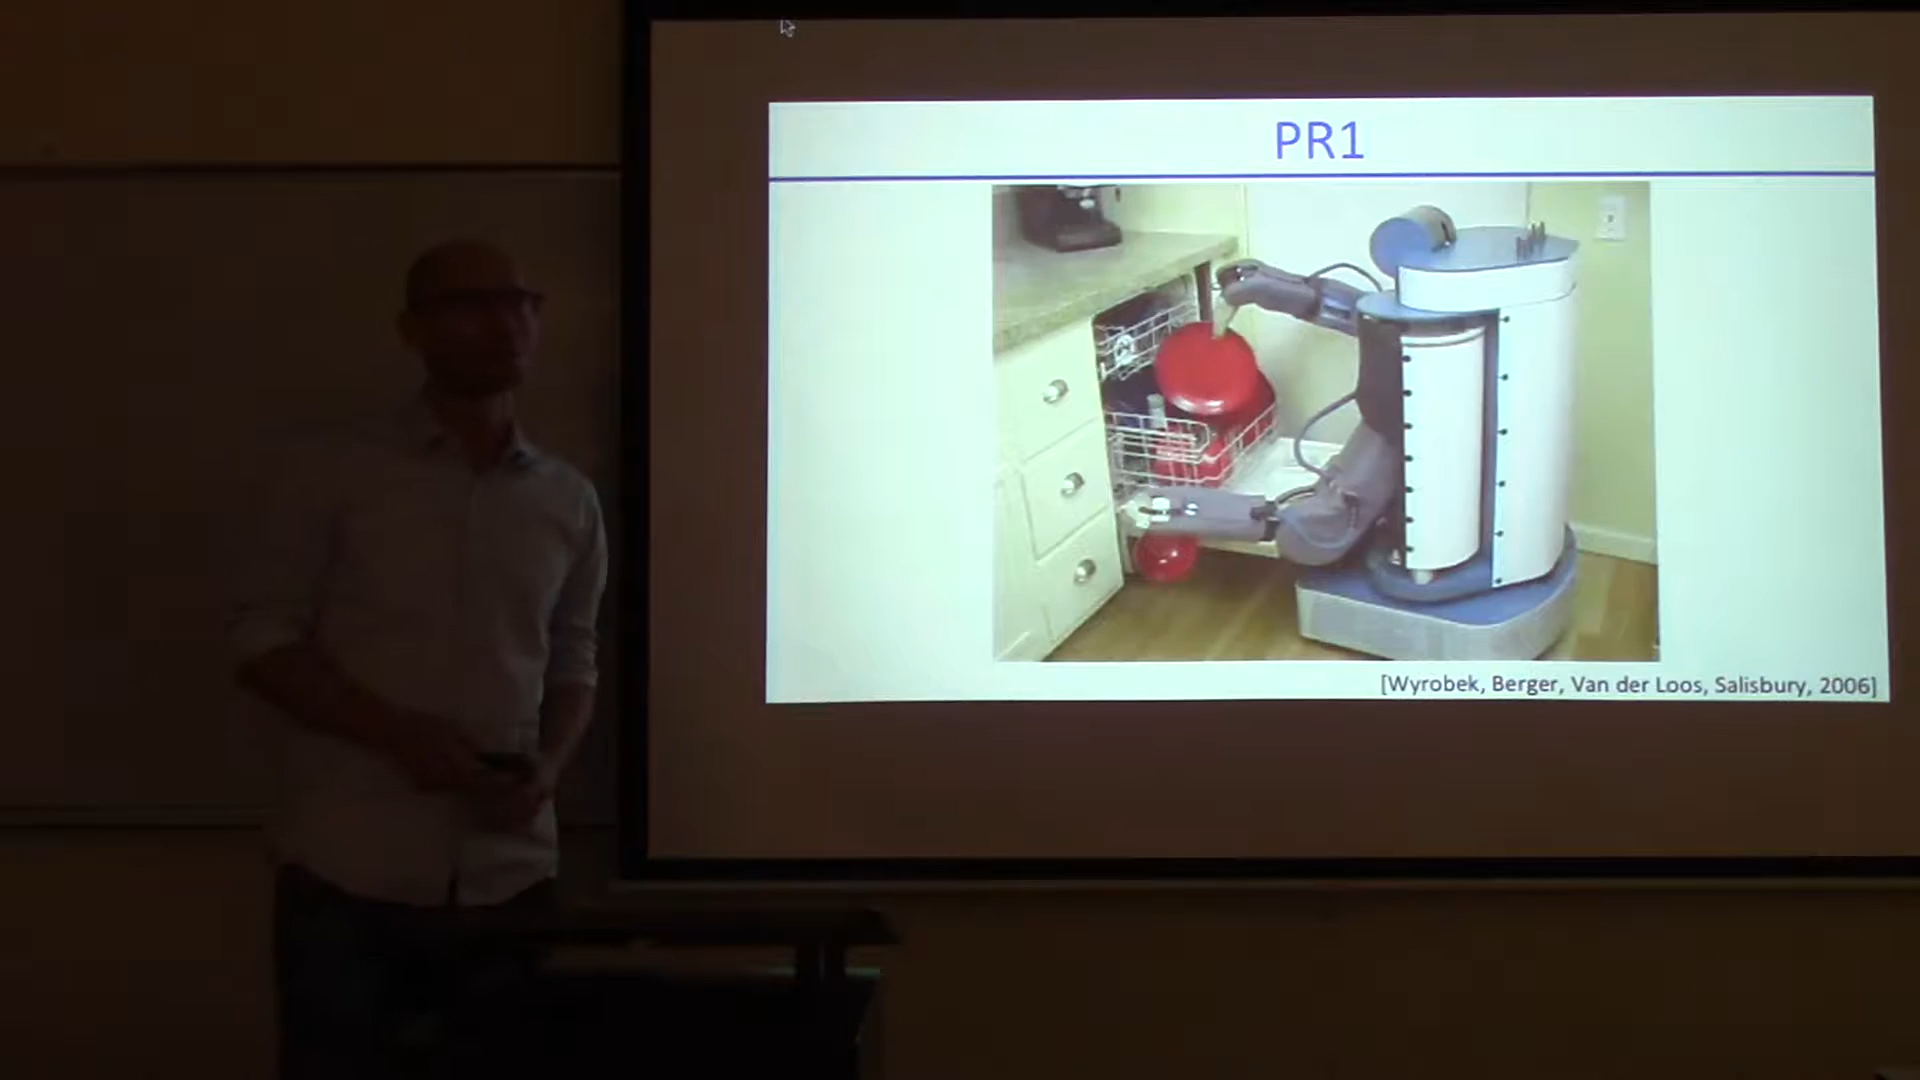 PR1
[Wyrobek, Berger, Van der Loos, Salisbury, 2006]